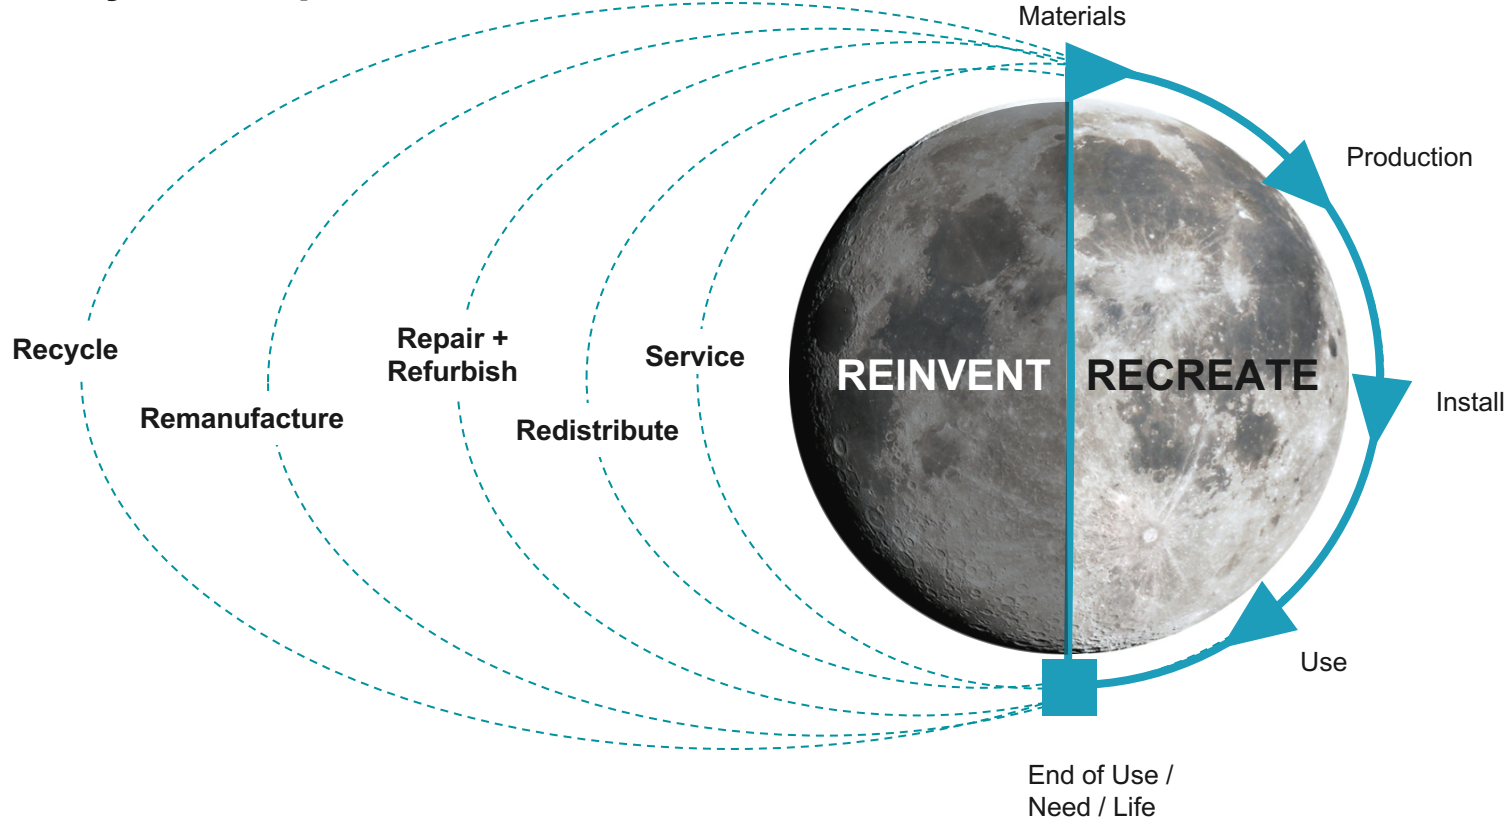 Materials
Production
Recycle
Repair +
Refurbish
Service
Remanufacture
Redistribute
REINVENT
RECREATE
Install
Use
End of Use /
Need / Life